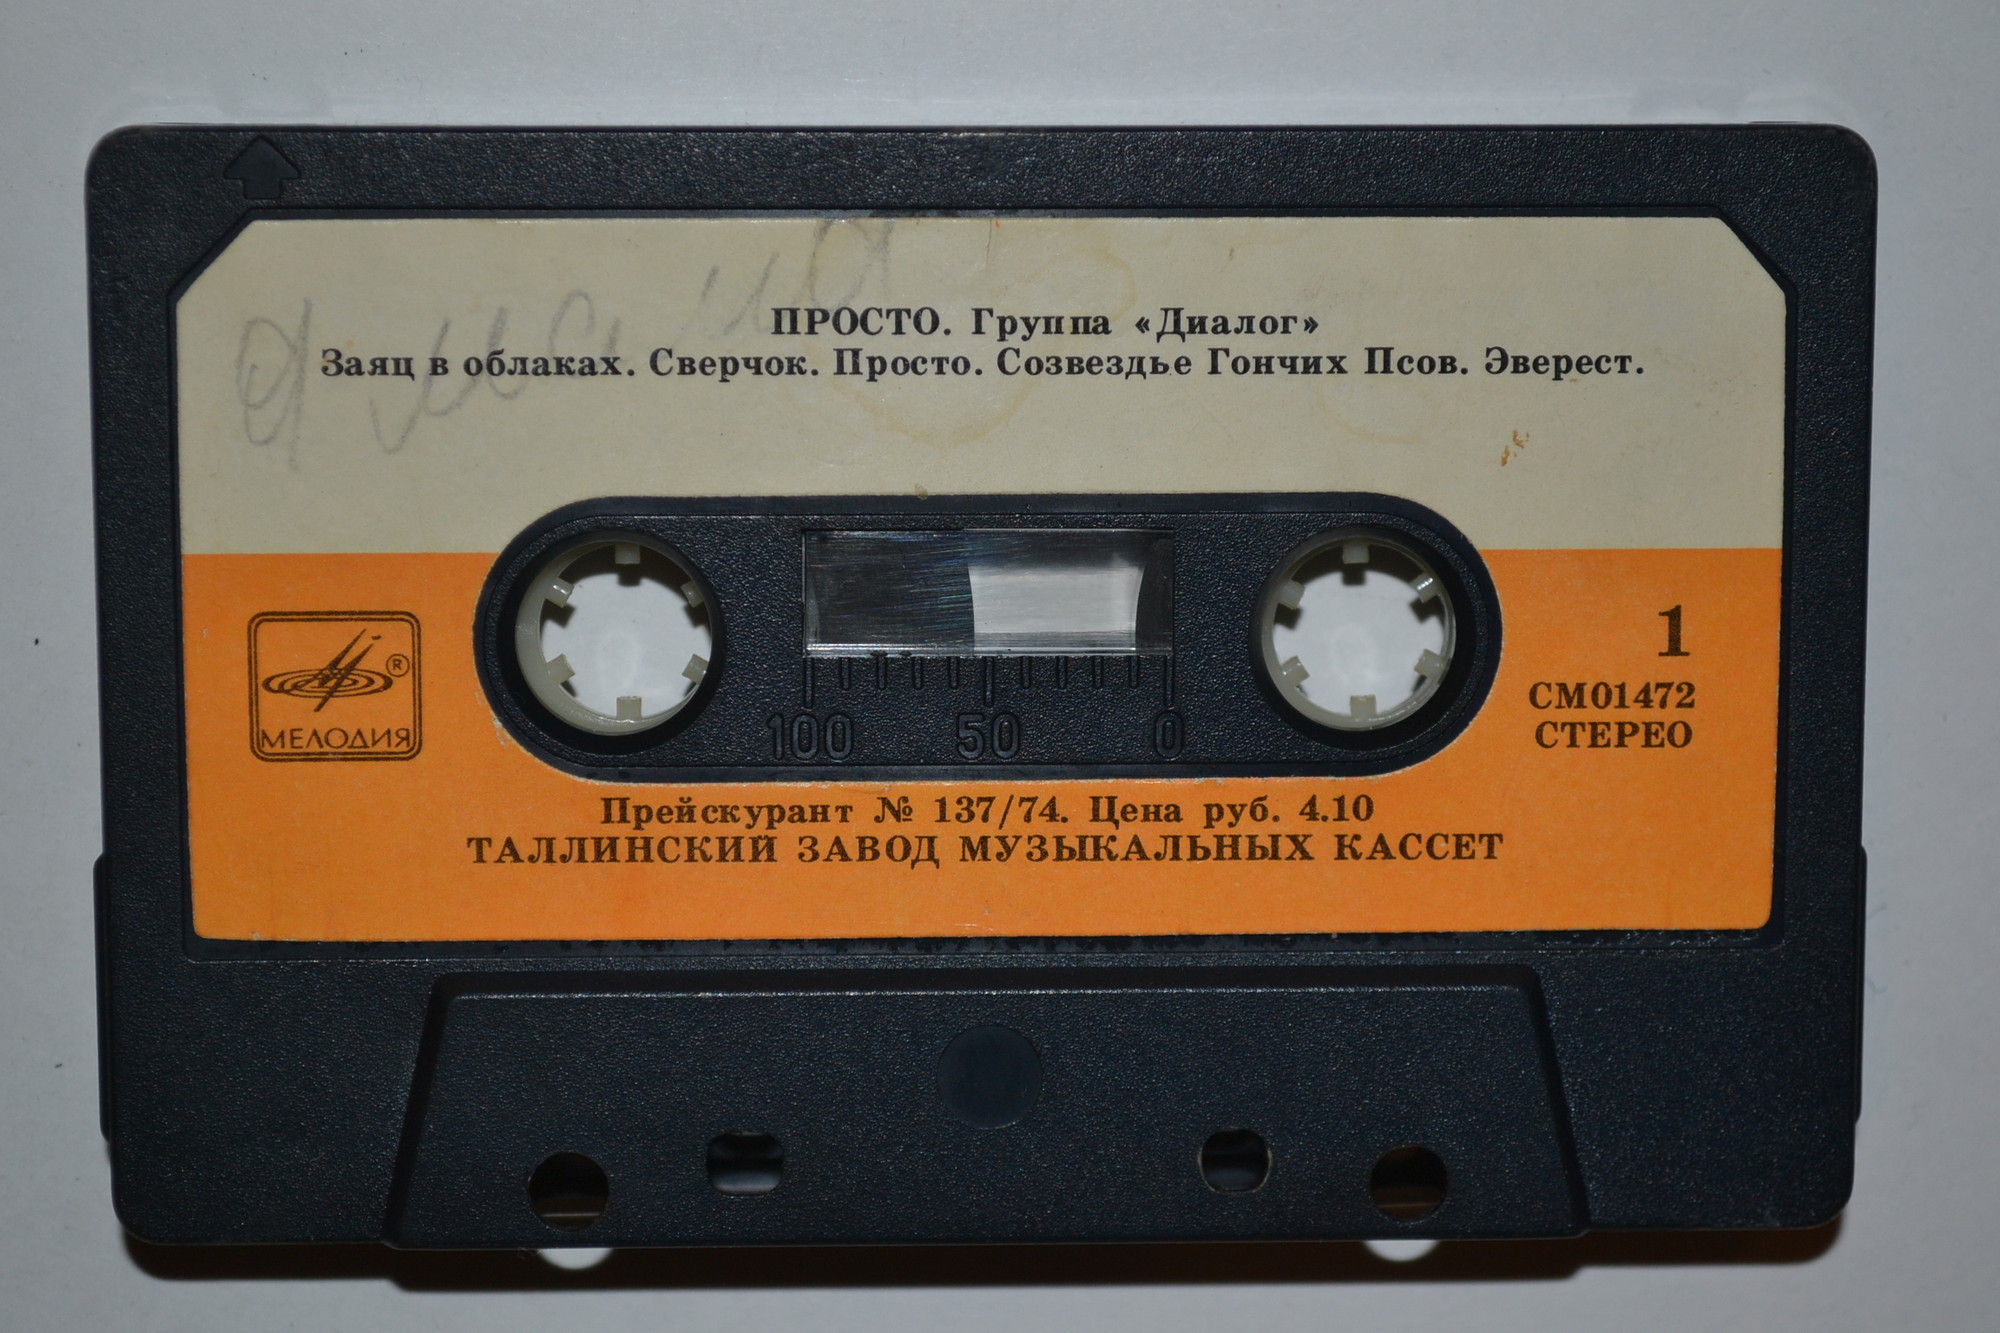 ПРОСТО. Группа «Диалог»
Заяц в облаках. Сверчок. Просто. Созвездье Гончих Псов. Эверест.
1
® МЕЛОДИЯ
СМ01472
СТЕРЕО
100 50 0
Прейскурант № 137/74. Цена руб. 4.10
ТАЛЛИНСКИЙ ЗАВОД МУЗЫКАЛЬНЫХ КАССЕТ